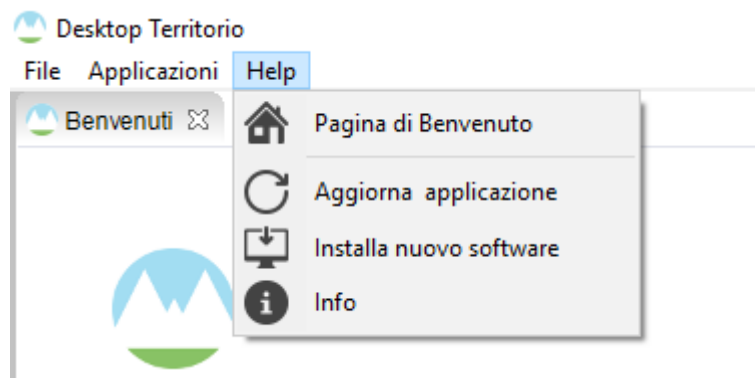 Desktop Territorio
File Applicazioni Help
Benvenuti
Pagina di Benvenuto
Aggiorna applicazione
Installa nuovo software
Info